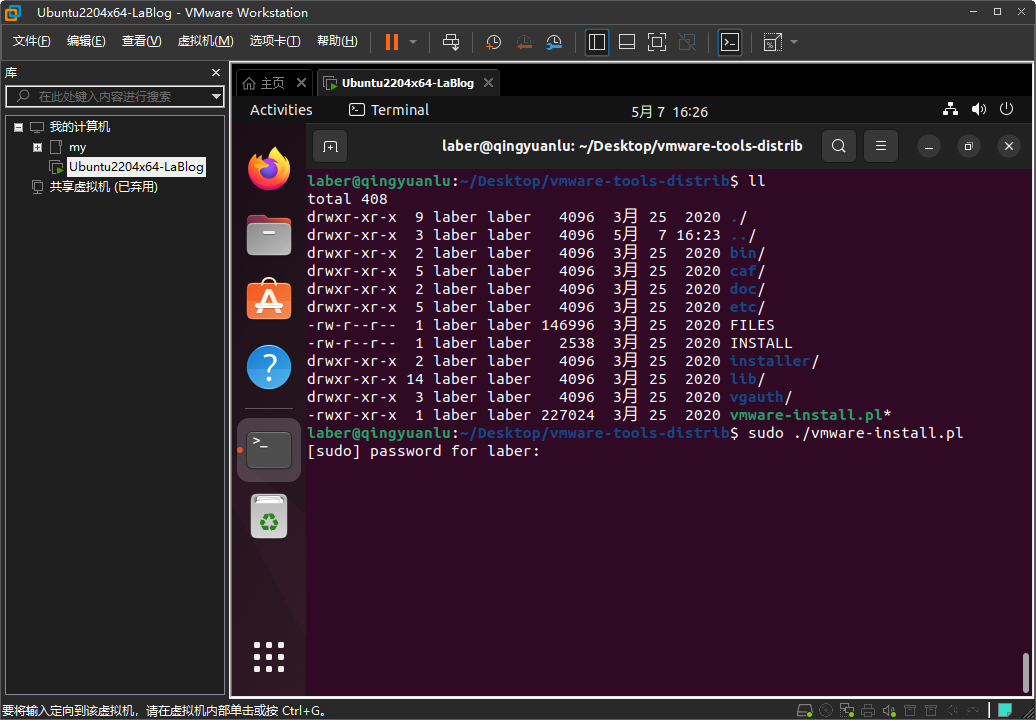 Ubuntu2204x64-LaBlog - VMware Workstation
文件(F) 编辑(E) 查看(V) 虚拟机(M) 选项卡(T) 帮助(H)
库
在此处键入内容进行搜索
我的计算机
my
Ubuntu2204x64-LaBlog
共享虚拟机 (已弃用)
主页 Ubuntu2204x64-LaBlog
Activities Terminal 5月 7 16:26
laber@qingyuanlu: ~/Desktop/vmware-tools-distrib
laber@qingyuanlu:~/Desktop/vmware-tools-distrib$ ll
total 408
drwxr-xr-x  9 laber laber   4096  3月 25  2020 ./
drwxr-xr-x  3 laber laber   4096  5月  7 16:23 ../
drwxr-xr-x  2 laber laber   4096  3月 25  2020 bin/
drwxr-xr-x  5 laber laber   4096  3月 25  2020 caf/
drwxr-xr-x  2 laber laber   4096  3月 25  2020 doc/
drwxr-xr-x  5 laber laber   4096  3月 25  2020 etc/
-rw-r--r--  1 laber laber 146996  3月 25  2020 FILES
-rw-r--r--  1 laber laber   2538  3月 25  2020 INSTALL
drwxr-xr-x  2 laber laber   4096  3月 25  2020 installer/
drwxr-xr-x 14 laber laber   4096  3月 25  2020 lib/
drwxr-xr-x  3 laber laber   4096  3月 25  2020 vgauth/
-rwxr-xr-x  1 laber laber 227024  3月 25  2020 vmware-install.pl*
laber@qingyuanlu:~/Desktop/vmware-tools-distrib$ sudo ./vmware-install.pl
[sudo] password for laber:
要将输入定向到该虚拟机，请在虚拟机内部单击或按 Ctrl+G。